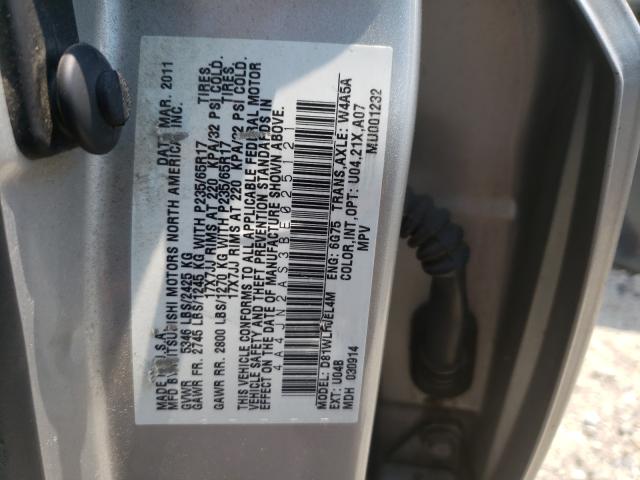 MADE IN U.S.A. DATE MAR. 2011
MFD BY MITSUBISHI MOTORS NORTH AMERICA INC.
GVWR 5346 LBS/2425 KG
GAWR FR. 2745 LBS/1245 KG WITH P235/65R17 TIRES,
17X7JJ RIMS AT 220 KPA/32 PSI COLD.
GAWR RR. 2800 LBS/1270 KG WITH P235/65R17 TIRES,
17X7JJ RIMS AT 220 KPA/32 PSI COLD.
THIS VEHICLE CONFORMS TO ALL APPLICABLE FEDERAL MOTOR
VEHICLE SAFETY AND THEFT PREVENTION STANDARDS IN
EFFECT ON THE DATE OF MANUFACTURE SHOWN ABOVE.
4A4JN2AS3BE025121
MODEL: D81WLFJEL4M ENG: 6G75 TRANS,AXLE: W4A5A
EXT: U04B COLOR,INT,OPT: U04,21X,A07
MDH 030914 MPV MU001232